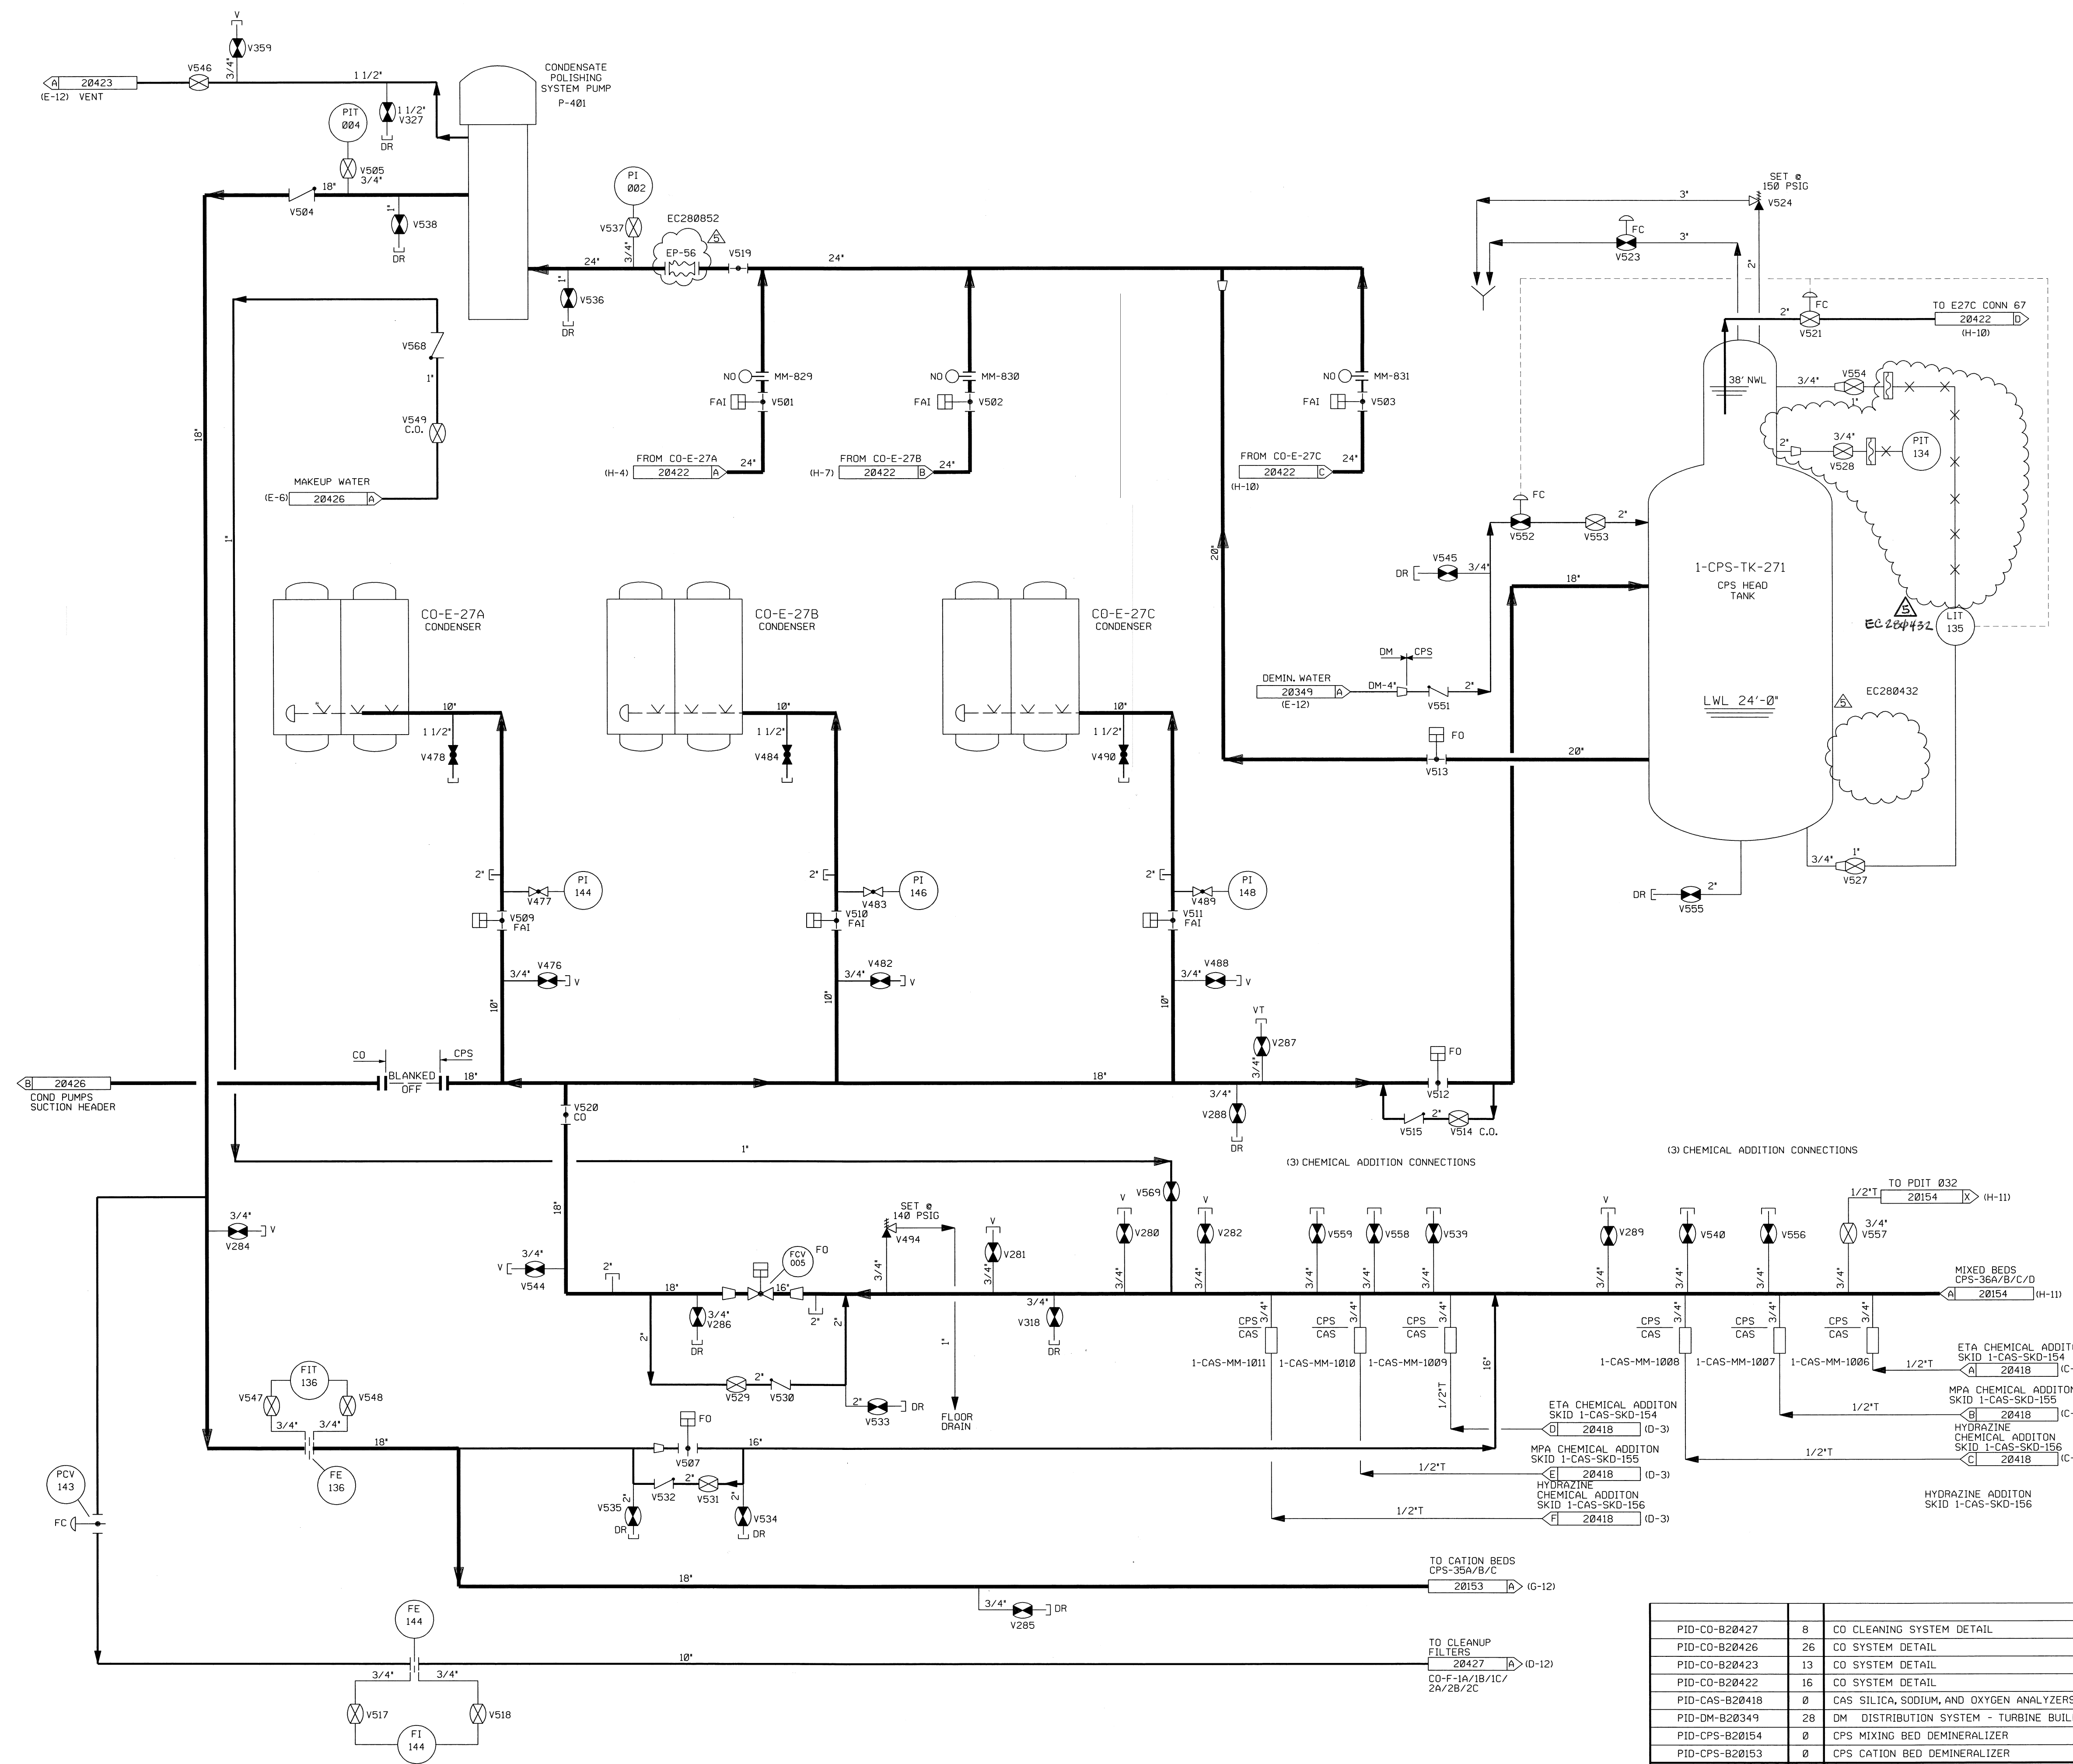 V
V359
3/4"
V546
1 1/2"
A 20423
(E-12) VENT
CONDENSATE
POLISHING
SYSTEM PUMP
P-401
PIT
004
1 1/2"
V327
DR
V505
3/4"
18"
V504
1"
V538
DR
PI
002
V537
3/4"
EC280852
5
EP-56
V519
24"
24"
1"
V536
DR
SET @
150 PSIG
V524
3"
FC
3"
V523
2"
FC
2"
V521
TO E27C CONN 67
20422 D
(H-10)
V568
1"
V549
C.O.
MAKEUP WATER
(E-6) 20426 A
18"
1"
NO MM-829
FAI V501
FROM CO-E-27A
(H-4) 20422 A 24"
NO MM-830
FAI V502
FROM CO-E-27B
(H-7) 20422 B 24"
NO MM-831
FAI V503
FROM CO-E-27C
20422 C 24"
(H-10)
38' NWL
3/4"
V554
1"
2"
3/4"
V528
PIT
134
FC
V552
V553
2"
V545
DR
3/4"
18"
20"
1-CPS-TK-271
CPS HEAD
TANK
5
EC280432
LIT
135
DM CPS
DEMIN. WATER
20349 A
(E-12)
DM-4"
V551
2"
LWL 24'-0"
5
EC280432
FO
V513
20"
3/4"
1"
V527
DR
2"
V555
CO-E-27A
CONDENSER
10"
1 1/2"
V478
CO-E-27B
CONDENSER
10"
1 1/2"
V484
CO-E-27C
CONDENSER
10"
1 1/2"
V490
2"
V477
PI
144
V509
FAI
V476
3/4"
V
10"
2"
V483
PI
146
V510
FAI
V482
3/4"
V
10"
2"
V489
PI
148
V511
FAI
V488
3/4"
V
10"
CO
CPS
BLANKED
OFF
18"
B 20426
COND PUMPS
SUCTION HEADER
V520
CO
18"
VT
V287
3/4"
3/4"
V288
DR
FO
V512
2"
V515
V514 C.O.
1"
(3) CHEMICAL ADDITION CONNECTIONS
(3) CHEMICAL ADDITION CONNECTIONS
18"
3/4"
V284
V
3/4"
V
V544
2"
18"
FCV
005
FO
16"
2"
3/4"
V286
DR
2"
2"
2"
V529
V530
2"
V533
DR
SET @
140 PSIG
V494
3/4"
1"
FLOOR
DRAIN
V
V281
3/4"
3/4"
V318
DR
V
V280
3/4"
V569
V
V282
3/4"
V559
3/4"
V558
3/4"
V539
3/4"
V
V289
3/4"
V540
3/4"
V556
3/4"
3/4"
V557
3/4"
1/2"T
TO PDIT 032
20154 X (H-11)
MIXED BEDS
CPS-36A/B/C/D
A 20154 (H-11)
3/4"
CPS
CAS
1-CAS-MM-1011
3/4"
CPS
CAS
1-CAS-MM-1010
3/4"
CPS
CAS
1-CAS-MM-1009
1/2"T
16"
3/4"
CPS
CAS
1-CAS-MM-1008
3/4"
CPS
CAS
1-CAS-MM-1007
3/4"
CPS
CAS
1-CAS-MM-1006
ETA CHEMICAL ADDIT
SKID 1-CAS-SKD-154
1/2"T
A 20418 (C-
MPA CHEMICAL ADDITON
SKID 1-CAS-SKD-155
1/2"T
B 20418 (C-
HYDRAZINE
CHEMICAL ADDITON
SKID 1-CAS-SKD-156
1/2"T
C 20418 (C-
HYDRAZINE ADDITON
SKID 1-CAS-SKD-156
ETA CHEMICAL ADDITON
SKID 1-CAS-SKD-154
D 20418 (D-3)
MPA CHEMICAL ADDITON
SKID 1-CAS-SKD-155
1/2"T
E 20418 (D-3)
HYDRAZINE
CHEMICAL ADDITON
SKID 1-CAS-SKD-156
1/2"T
F 20418 (D-3)
FIT
136
V547
V548
3/4"
3/4"
18"
FE
136
FO
V507
16"
2"
V532
V531
V535
2"
DR
2"
V534
DR
PCV
143
FC
TO CATION BEDS
CPS-35A/B/C
18"
20153 A (G-12)
3/4"
V285
DR
FE
144
3/4"
3/4"
V517
V518
FI
144
10"
TO CLEANUP
FILTERS
20427 A (D-12)
CO-F-1A/1B/1C/
2A/2B/2C
PID-CO-B20427 8 CO CLEANING SYSTEM DETAIL
PID-CO-B20426 26 CO SYSTEM DETAIL
PID-CO-B20423 13 CO SYSTEM DETAIL
PID-CO-B20422 16 CO SYSTEM DETAIL
PID-CAS-B20418 0 CAS SILICA, SODIUM, AND OXYGEN ANALYZERS
PID-DM-B20349 28 DM DISTRIBUTION SYSTEM - TURBINE BUIL
PID-CPS-B20154 0 CPS MIXING BED DEMINERALIZER
PID-CPS-B20153 0 CPS CATION BED DEMINERALIZER